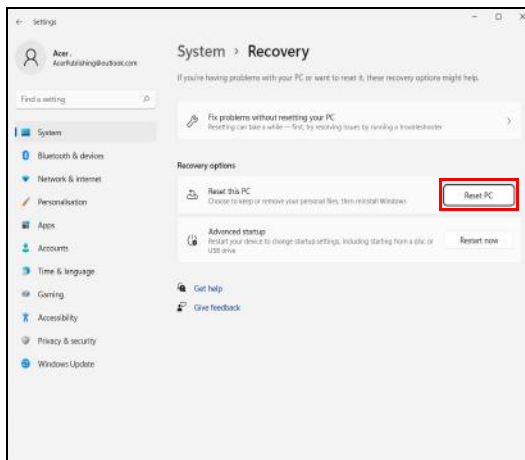 Settings
System > Recovery
Acer .
AcerPublishing@outlook.com
If you're having problems with your PC or want to reset it, these recovery options might help.
Find a setting
Fix problems without resetting your PC
Resetting can take a while — first, try resolving issues by running a troubleshooter
System
Bluetooth & devices
Recovery options
Network & internet
Reset this PC
Choose to keep or remove your personal files, then reinstall Windows
Reset PC
Personalisation
Apps
Advanced startup
Restart your device to change startup settings, including starting from a disc or
USB drive
Restart now
Accounts
Time & language
Gaming
Get help
Give feedback
Accessibility
Privacy & security
Windows Update